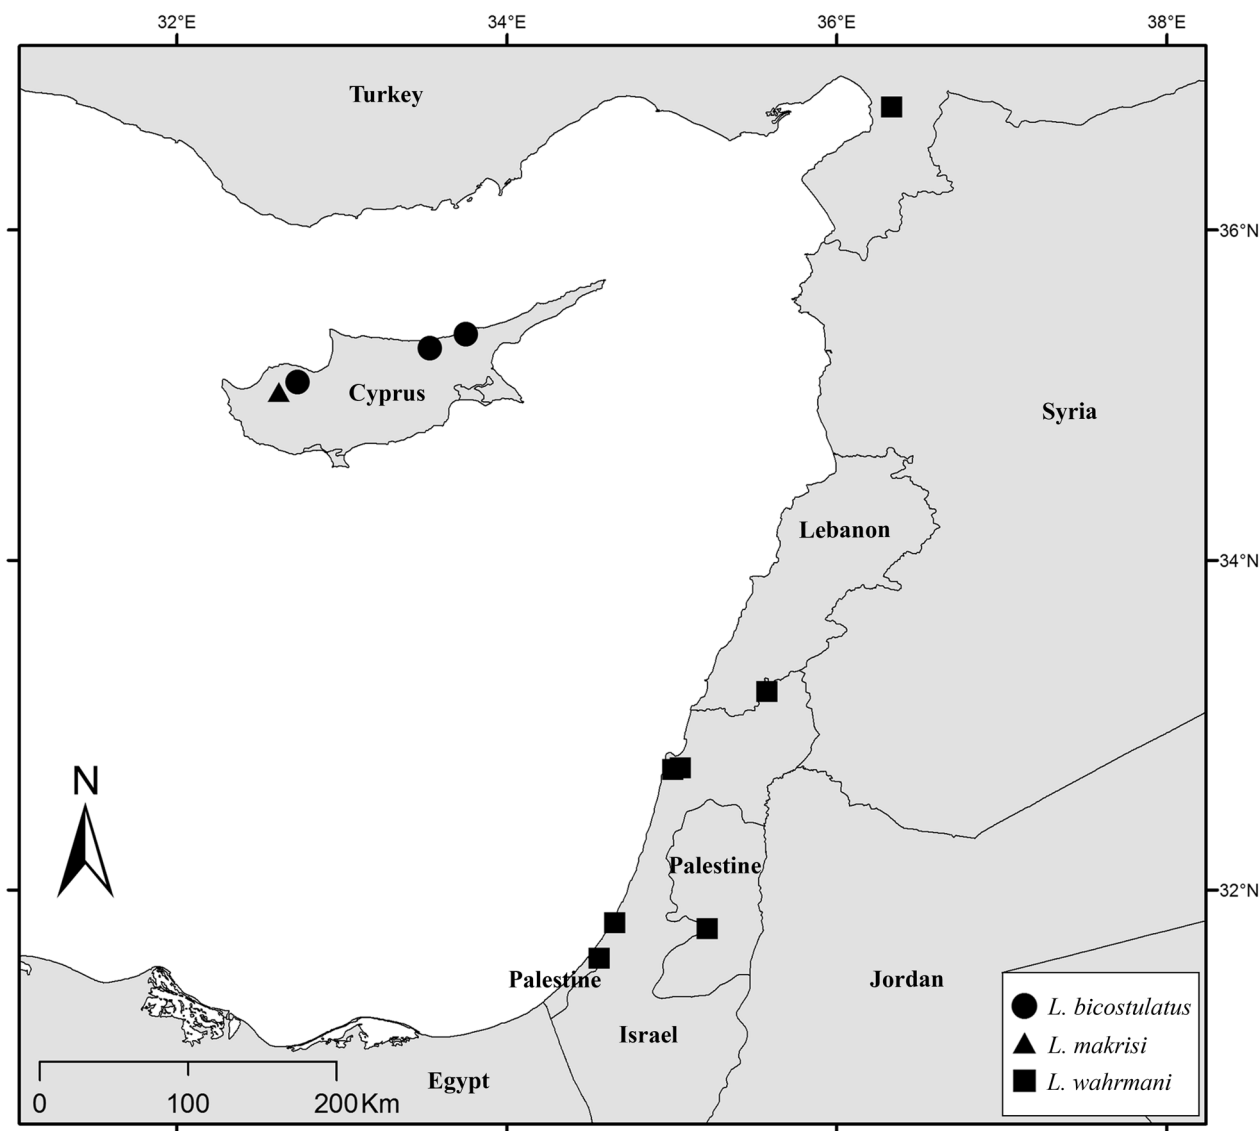 32°E 34°E 36°E 38°E
Turkey
36°N
Cyprus
Syria
Lebanon
34°N
N
Palestine
32°N
Palestine
Jordan
L. bicostulatus
Israel
L. makrisi
Egypt
L. wahrmani
0 100 200Km